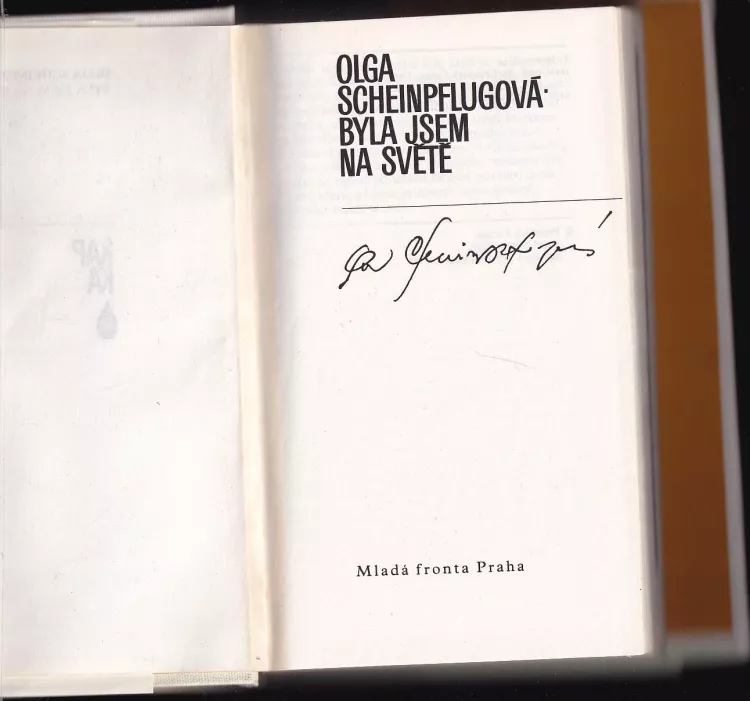 OLGA
SCHEINPFLUGOVÁ·
BYLA JSEM
NA SVĚTĚ
Mladá fronta Praha